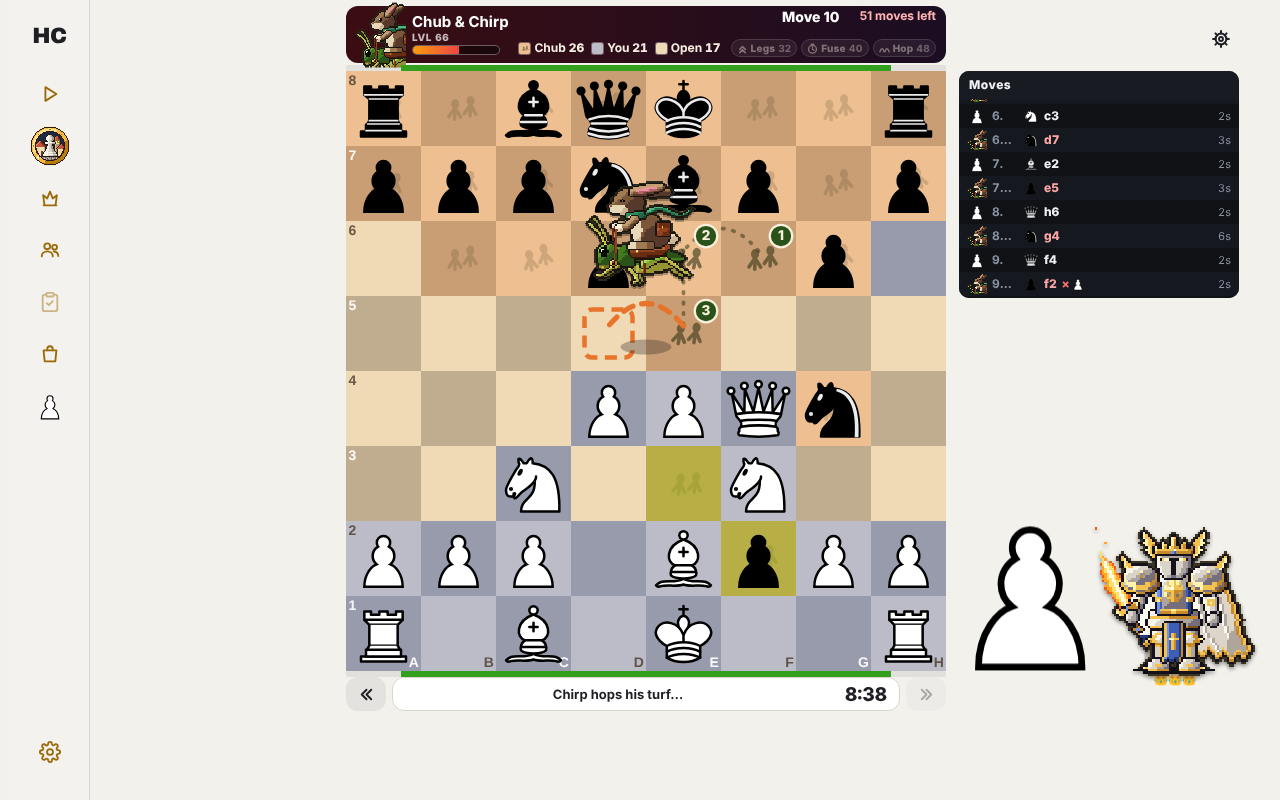 HC
Chub & Chirp
LVL 66
Move 10
51 moves left
Chub 26
You 21
Open 17
Legs 32
Fuse 40
Hop 48
8
7
6
5
4
3
2
1
2
1
3
A
B
C
D
E
F
G
H
Chirp hops his turf...
8:38
Moves
6. c3 2s
6... d7 3s
7. e2 2s
7... e5 3s
8. h6 2s
8... g4 6s
9. f4 2s
9... f2 × 2s